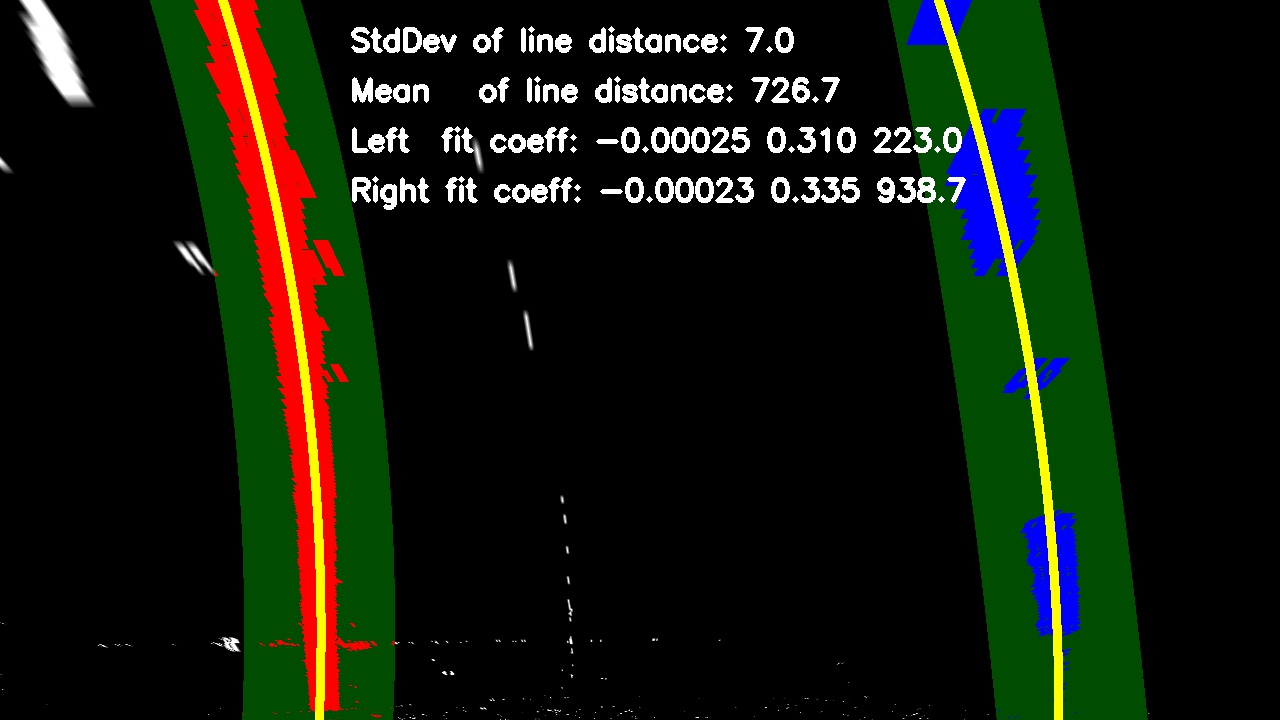 StdDev of line distance: 7.0
Mean of line distance: 726.7
Left fit coeff: -0.00025 0.310 223.0
Right fit coeff: -0.00023 0.335 938.7